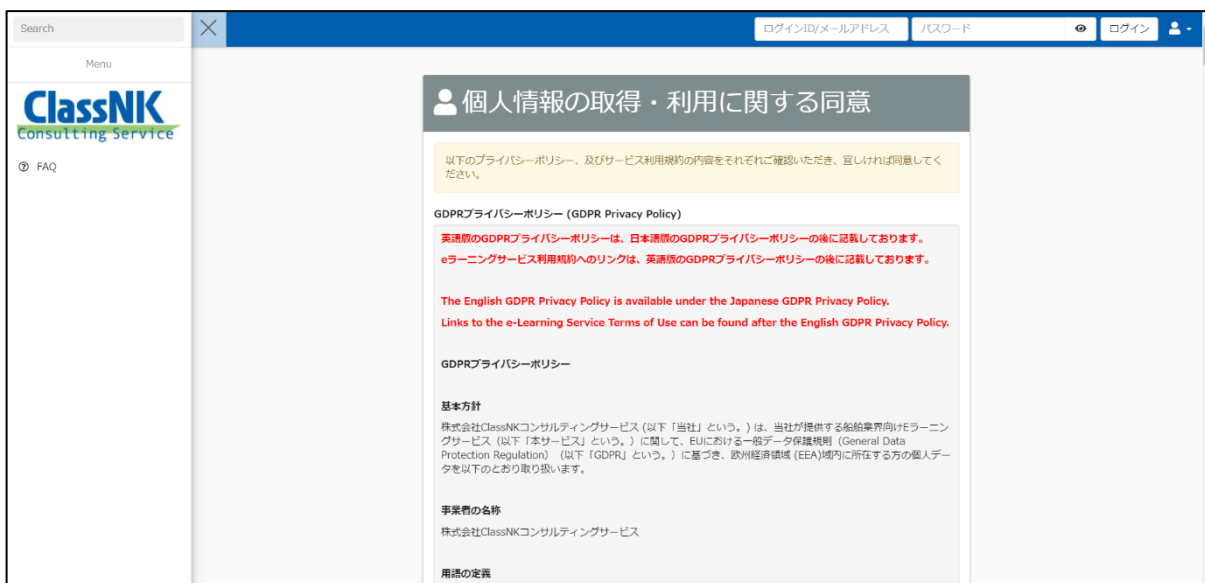 Search
Menu
ClassNK
Consulting Service
FAQ
ログインID/メールアドレス
パスワード
ログイン
個人情報の取得・利用に関する同意
以下のプライバシーポリシー、及びサービス利用規約の内容をそれぞれご確認いただき、宜しければ同意してく
ださい。
GDPRプライバシーポリシー (GDPR Privacy Policy)
英語版のGDPRプライバシーポリシーは、日本語版のGDPRプライバシーポリシーの後に記載しております。
eラーニングサービス利用規約へのリンクは、英語版のGDPRプライバシーポリシーの後に記載しております。
The English GDPR Privacy Policy is available under the Japanese GDPR Privacy Policy.
Links to the e-Learning Service Terms of Use can be found after the English GDPR Privacy Policy.
GDPRプライバシーポリシー
基本方針
株式会社ClassNKコンサルティングサービス (以下「当社」という。) は、当社が提供する船舶業界向けEラーニン
グサービス（以下「本サービス」という。）に関して、EUにおける一般データ保護規則（General Data
Protection Regulation）（以下「GDPR」という。）に基づき、欧州経済領域 (EEA)域内に所在する方の個人デー
タを以下のとおり取り扱います。
事業者の名称
株式会社ClassNKコンサルティングサービス
用語の定義